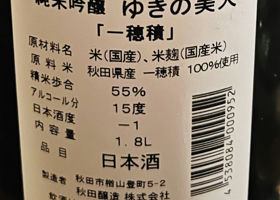 純米吟醸 ゆきの美人
「一穂積」
原材料名 米(国産)、米麹(国産米)
原料米 秋田県産 一穂積 100%使用
精米歩合 55%
アルコール分 15度
日本酒度 -1
内容量 1.8L
品目 日本酒
秋田市楢山登町5-2
秋田醸造 株式会社
4538084000952